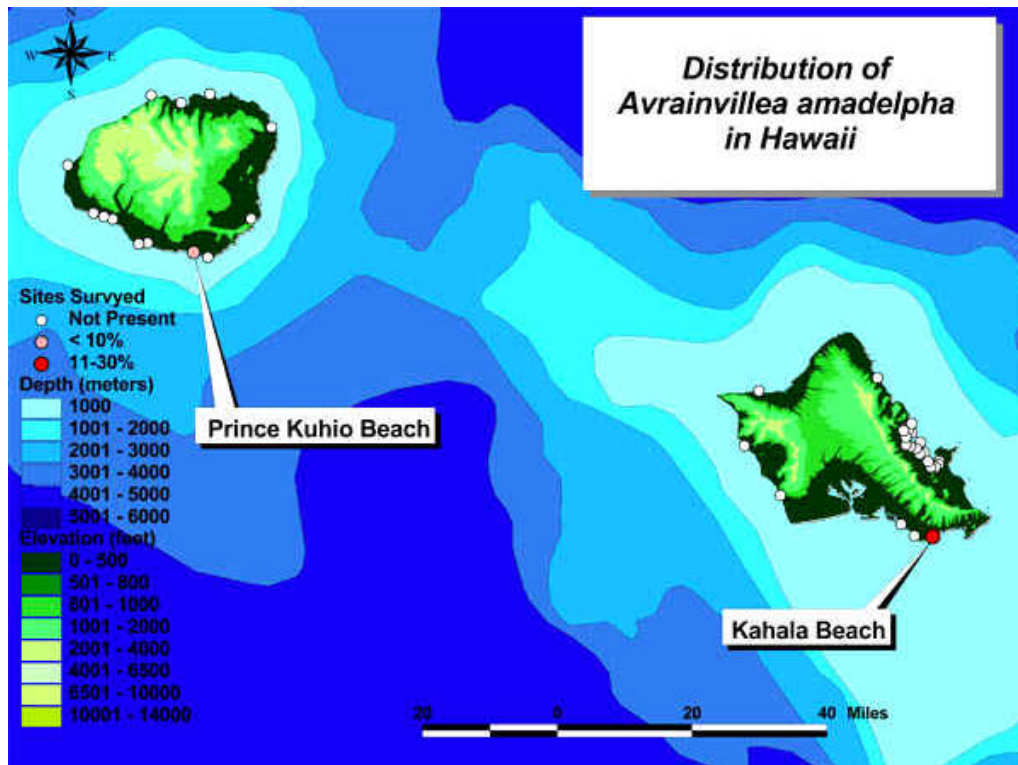 N
W E
S
Distribution of
Avrainvillea amadelpha
in Hawaii
Sites Survyed
Not Present
< 10%
11-30%
Depth (meters)
1000
1001 - 2000
2001 - 3000
3001 - 4000
4001 - 5000
5001 - 6000
Elevation (feet)
0 - 500
501 - 800
801 - 1000
1001 - 2000
2001 - 4000
4001 - 6500
6501 - 10000
10001 - 14000
Prince Kuhio Beach
Kahala Beach
20 0 20 40 Miles